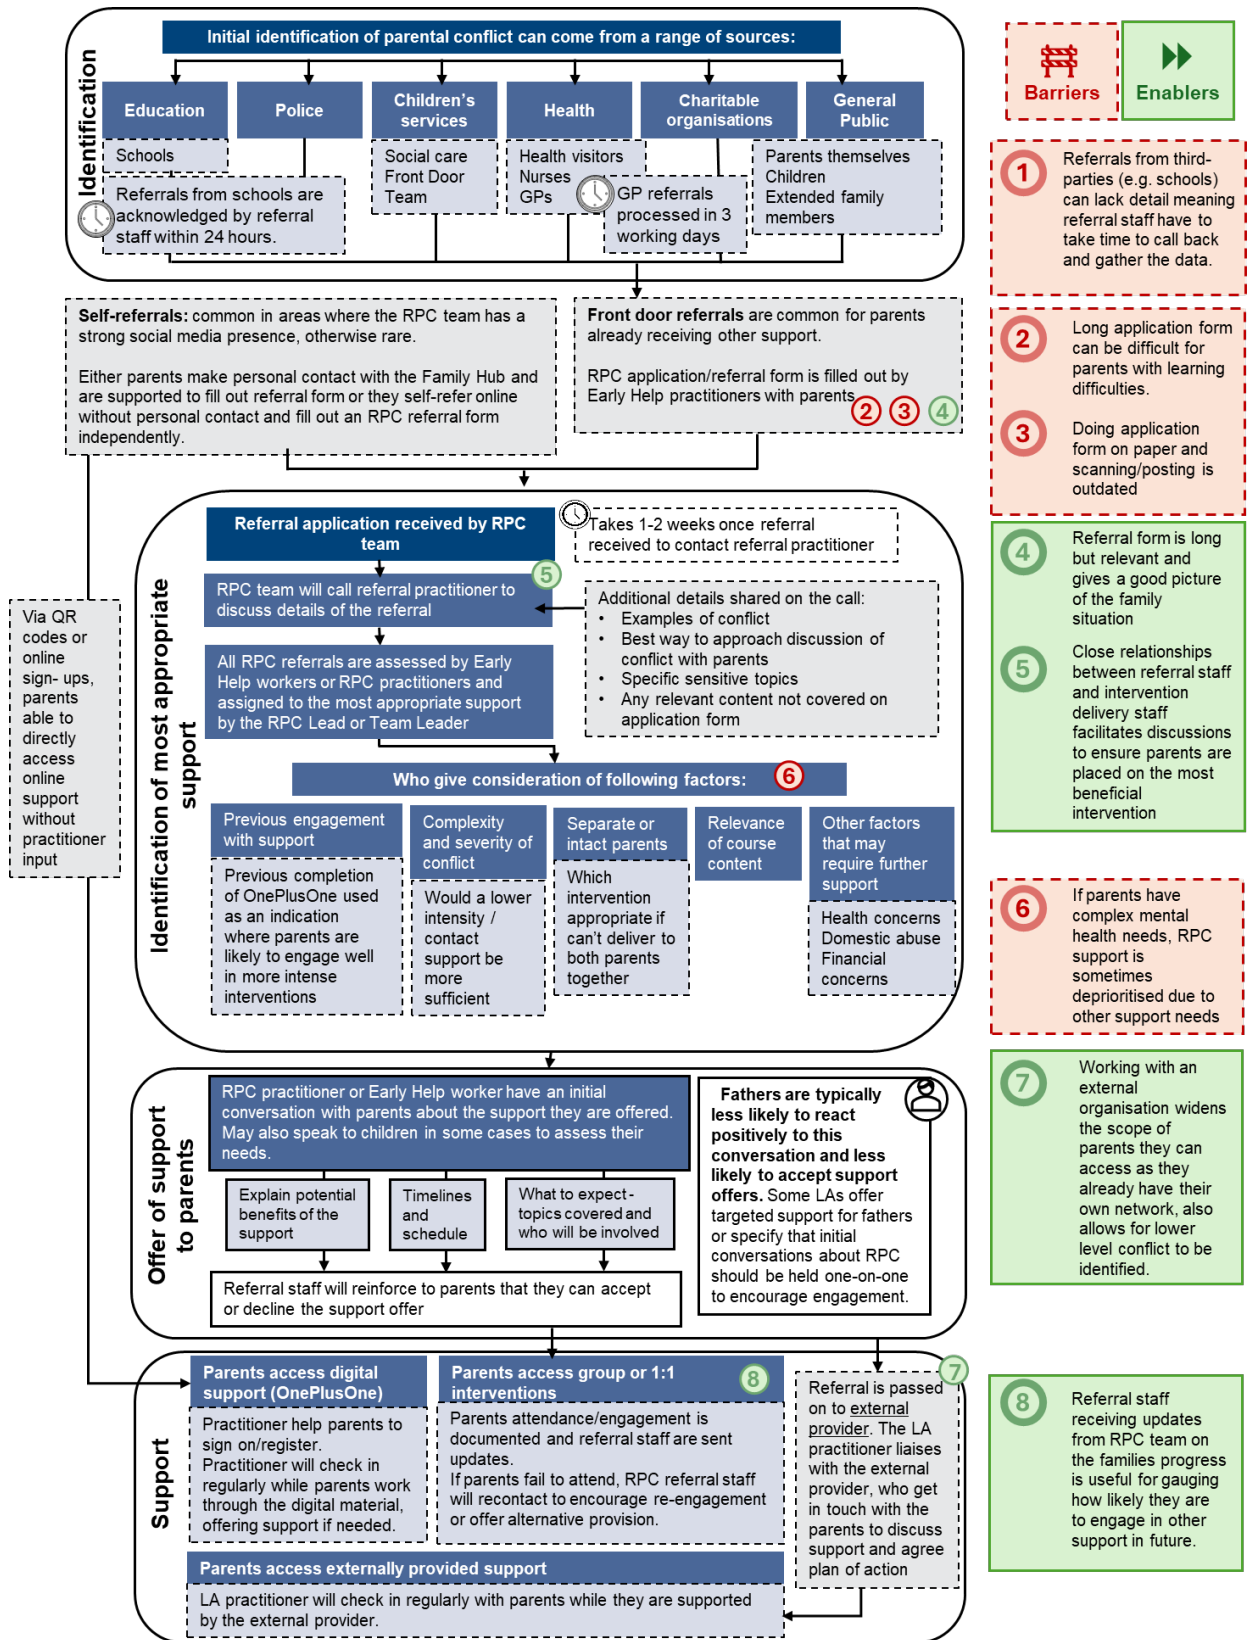 Initial identification of parental conflict can come from a range of sources:
Identification
Education
Police
Children's
services
Health
Charitable
organisations
General
Public
Schools
Referrals from schools are
acknowledged by referral
staff within 24 hours.
Social care
Front Door
Team
Health visitors
Nurses
GPs
GP referrals
processed in 3
working days
Parents themselves
Children
Extended family
members
Self-referrals: common in areas where the RPC team has a
strong social media presence, otherwise rare.
Either parents make personal contact with the Family Hub and
are supported to fill out referral form or they self-refer online
without personal contact and fill out an RPC referral form
independently.
Front door referrals are common for parents
already receiving other support.
RPC application/referral form is filled out by
Early Help practitioners with parents
2 3 4
Via QR
codes or
online
sign- ups,
parents
able to
directly
access
online
support
without
practitioner
input
Identification of most appropriate
support
Referral application received by RPC
team
Takes 1-2 weeks once referral
received to contact referral practitioner
5
RPC team will call referral practitioner to
discuss details of the referral
Additional details shared on the call:
• Examples of conflict
• Best way to approach discussion of
conflict with parents
• Specific sensitive topics
• Any relevant content not covered on
application form
All RPC referrals are assessed by Early
Help workers or RPC practitioners and
assigned to the most appropriate support
by the RPC Lead or Team Leader
Who give consideration of following factors:
6
Previous engagement
with support
Previous completion
of OnePlusOne used
as an indication
where parents are
likely to engage well
in more intense
interventions
Complexity
and severity of
conflict
Would a lower
intensity /
contact
support be
more
sufficient
Separate or
intact parents
Which
intervention
appropriate if
can't deliver to
both parents
together
Relevance
of course
content
Other factors
that may
require further
support
Health concerns
Domestic abuse
Financial
concerns
Offer of support
to parents
RPC practitioner or Early Help worker have an initial
conversation with parents about the support they are offered.
May also speak to children in some cases to assess their
needs.
Explain potential
benefits of the
support
Timelines
and
schedule
What to expect -
topics covered and
who will be involved
Referral staff will reinforce to parents that they can accept
or decline the support offer
Fathers are typically
less likely to react
positively to this
conversation and less
likely to accept support
offers. Some LAs offer
targeted support for fathers
or specify that initial
conversations about RPC
should be held one-on-one
to encourage engagement.
Support
Parents access digital
support (OnePlusOne)
Practitioner help parents to
sign on/register.
Practitioner will check in
regularly while parents work
through the digital material,
offering support if needed.
Parents access group or 1:1
interventions
8
Parents attendance/engagement is
documented and referral staff are sent
updates.
If parents fail to attend, RPC referral staff
will recontact to encourage re-engagement
or offer alternative provision.
7
Referral is passed
on to external
provider. The LA
practitioner liaises
with the external
provider, who get
in touch with the
parents to discuss
support and agree
plan of action
Parents access externally provided support
LA practitioner will check in regularly with parents while they are supported
by the external provider.
Barriers
Enablers
1
Referrals from third-
parties (e.g. schools)
can lack detail meaning
referral staff have to
take time to call back
and gather the data.
2
Long application form
can be difficult for
parents with learning
difficulties.
3
Doing application
form on paper and
scanning/posting is
outdated
4
Referral form is long
but relevant and
gives a good picture
of the family
situation
5
Close relationships
between referral staff
and intervention
delivery staff
facilitates discussions
to ensure parents are
placed on the most
beneficial
intervention
6
If parents have
complex mental
health needs, RPC
support is
sometimes
deprioritised due to
other support needs
7
Working with an
external
organisation widens
the scope of
parents they can
access as they
already have their
own network, also
allows for lower
level conflict to be
identified.
8
Referral staff
receiving updates
from RPC team on
the families progress
is useful for gauging
how likely they are
to engage in other
support in future.